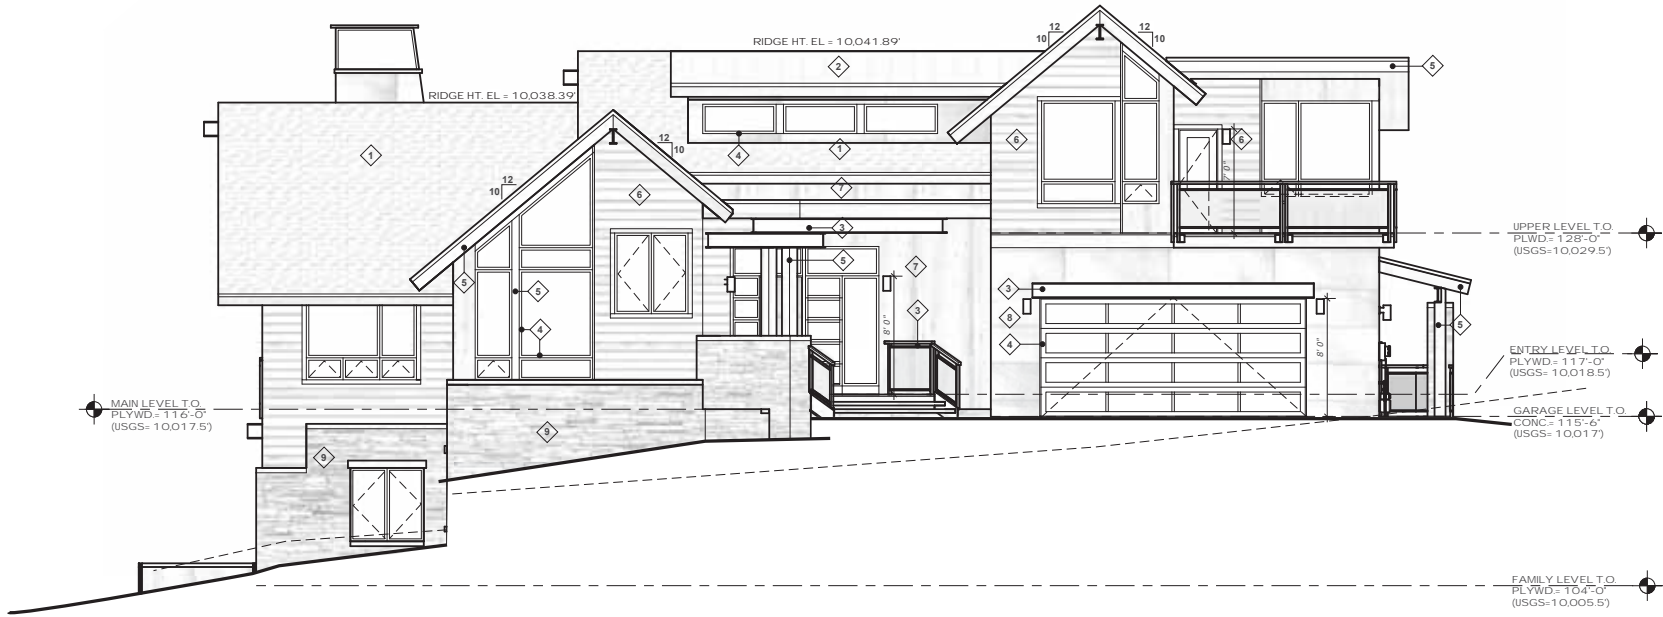 12
12
10
10
RIDGE HT. EL = 10,041.89'
2
5
RIDGE HT. EL = 10,038.39'
12
10
6
6
1
4
1
7'0"
12
10
6
7
3
UPPER LEVEL T.O.
PLWD.= 128'-0"
(USGS=10,029.5')
5
5
7
5
3
3
8
8'0"
4
4
8'0"
5
ENTRY LEVEL T.O.
PLYWD.= 117'-0"
(USGS= 10,018.5')
MAIN LEVEL T.O.
PLYWD.= 116'-0"
(USGS= 10,017.5')
GARAGE LEVEL T.O.
CONC.= 115'-6"
(USGS= 10,017')
9
9
FAMILY LEVEL T.O.
PLYWD.= 104'-0"
(USGS=10,005.5')